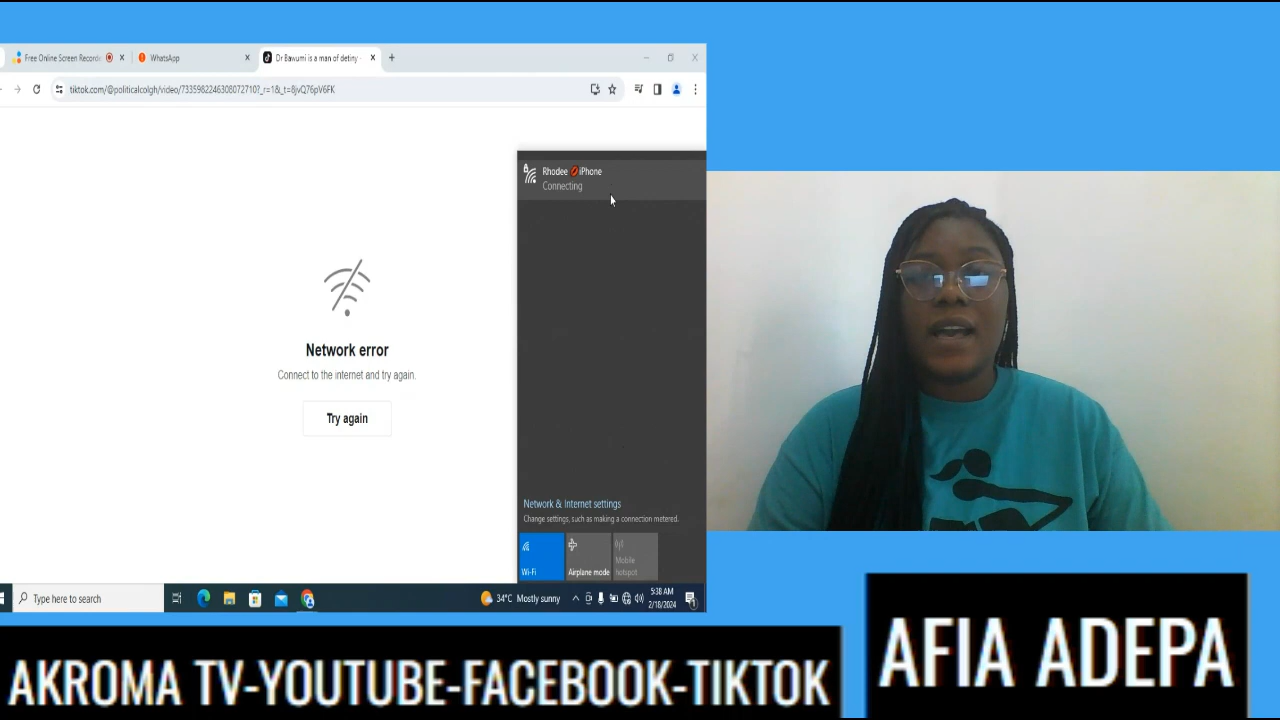 Free Online Screen Recorde
WhatsApp
Dr Bawumi is a man of detiny -
tiktok.com/@politicalcolgh/video/7335982246308072710?_r=1&_t=8jvQ76pV6FK
Rhodee iPhone
Connecting
Network error
Connect to the internet and try again.
Try again
Network & Internet settings
Change settings, such as making a connection metered.
Wi-Fi
Airplane mode
Mobile
hotspot
Type here to search
34°C Mostly sunny
5:38 AM
2/18/2024
AKROMA TV-YOUTUBE-FACEBOOK-TIKTOK
AFIA ADEPA